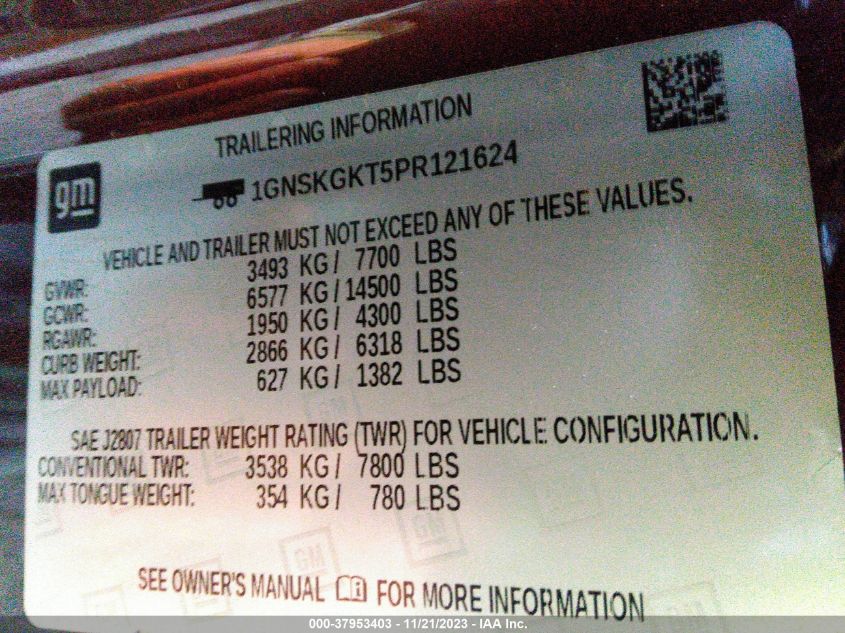 TRAILERING INFORMATION
gm
1GNSKGKT5PR121624
VEHICLE AND TRAILER MUST NOT EXCEED ANY OF THESE VALUES.
GVWR: 3493 KG/ 7700 LBS
GCWR: 6577 KG/ 14500 LBS
RGAWR: 1950 KG/ 4300 LBS
CURB WEIGHT: 2866 KG/ 6318 LBS
MAX PAYLOAD: 627 KG/ 1382 LBS
SAE J2807 TRAILER WEIGHT RATING (TWR) FOR VEHICLE CONFIGURATION.
CONVENTIONAL TWR: 3538 KG/ 7800 LBS
MAX TONGUE WEIGHT: 354 KG/ 780 LBS
GM GM
SEE OWNER'S MANUAL FOR MORE INFORMATION
000-37953403 - 11/21/2023 - IAA Inc.